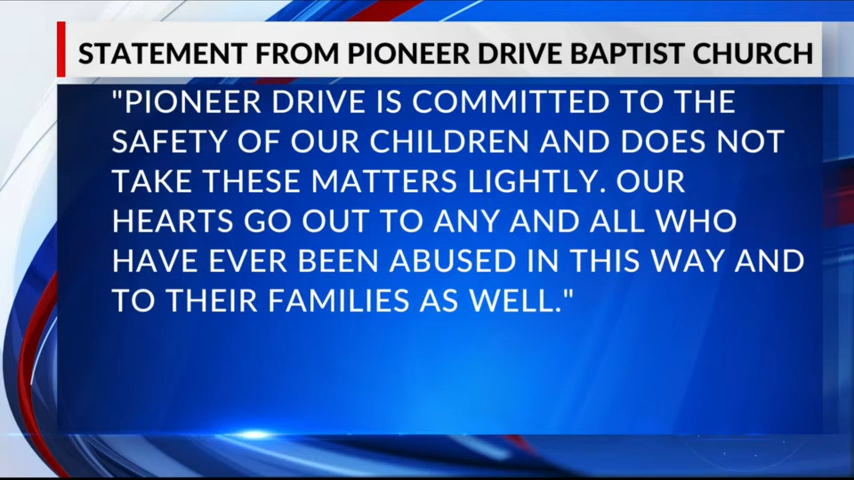 STATEMENT FROM PIONEER DRIVE BAPTIST CHURCH
"PIONEER DRIVE IS COMMITTED TO THE
SAFETY OF OUR CHILDREN AND DOES NOT
TAKE THESE MATTERS LIGHTLY. OUR
HEARTS GO OUT TO ANY AND ALL WHO
HAVE EVER BEEN ABUSED IN THIS WAY AND
TO THEIR FAMILIES AS WELL."